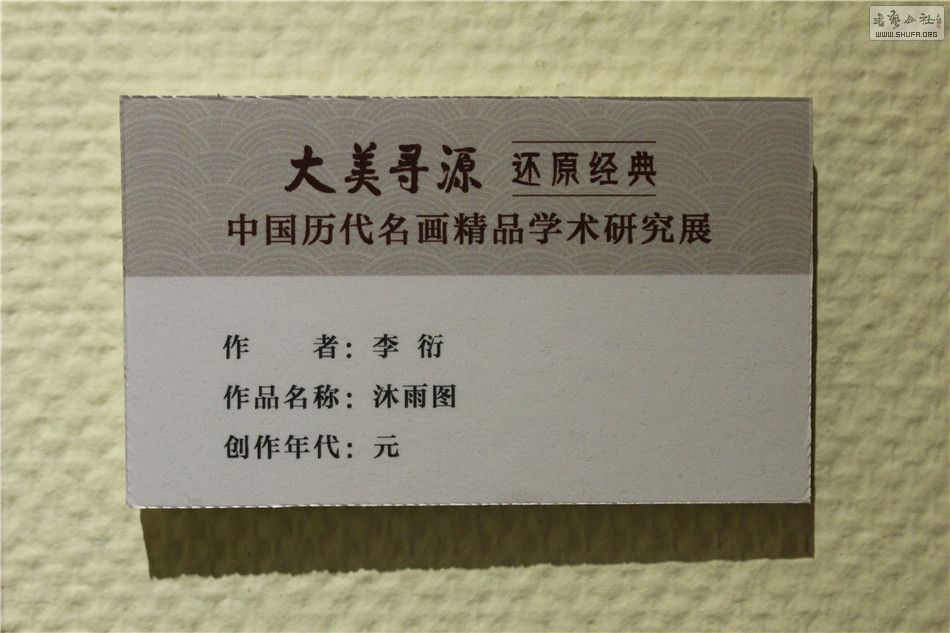 书艺公社
WWW.SHUFA.ORG
大美寻源 还原经典
中国历代名画精品学术研究展
作 者：李 衍
作品名称：沐雨图
创作年代：元